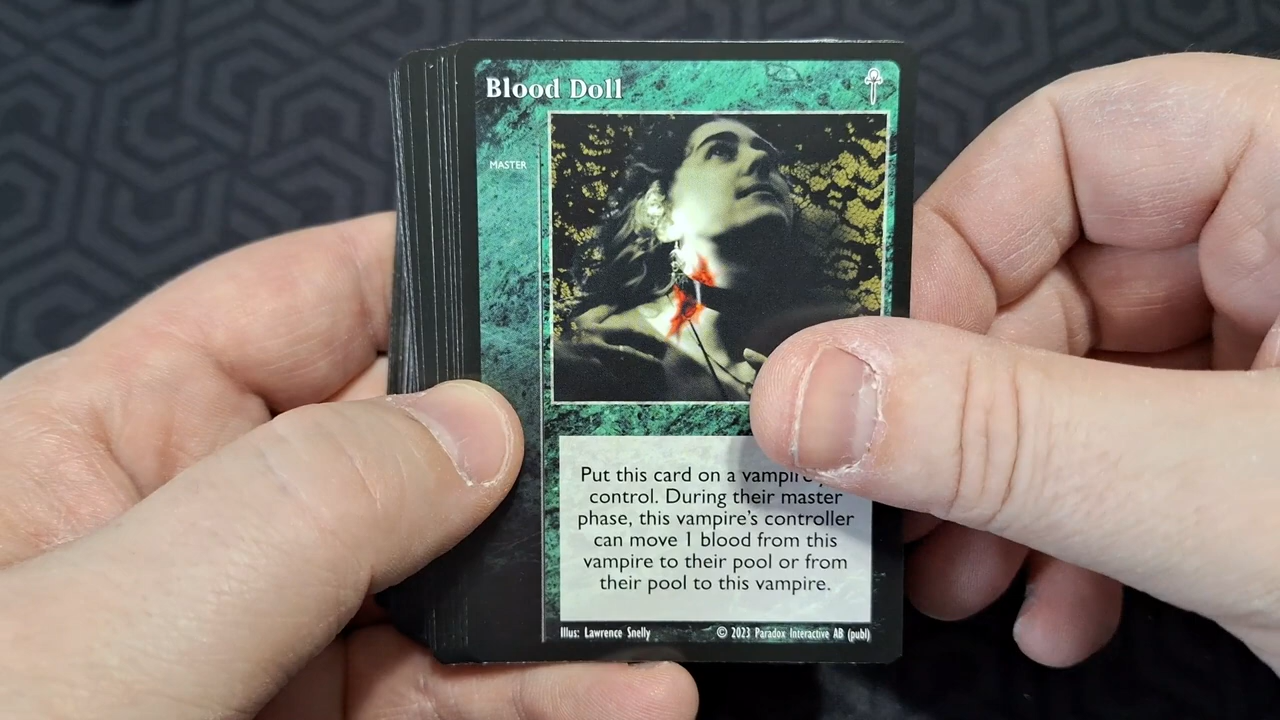 Blood Doll
MASTER
Put this card on a vampire
control. During their master
phase, this vampire's controller
can move 1 blood from this
vampire to their pool or from
their pool to this vampire.
Illus: Lawrence Snelly
© 2023 Paradox Interactive AB (publ)